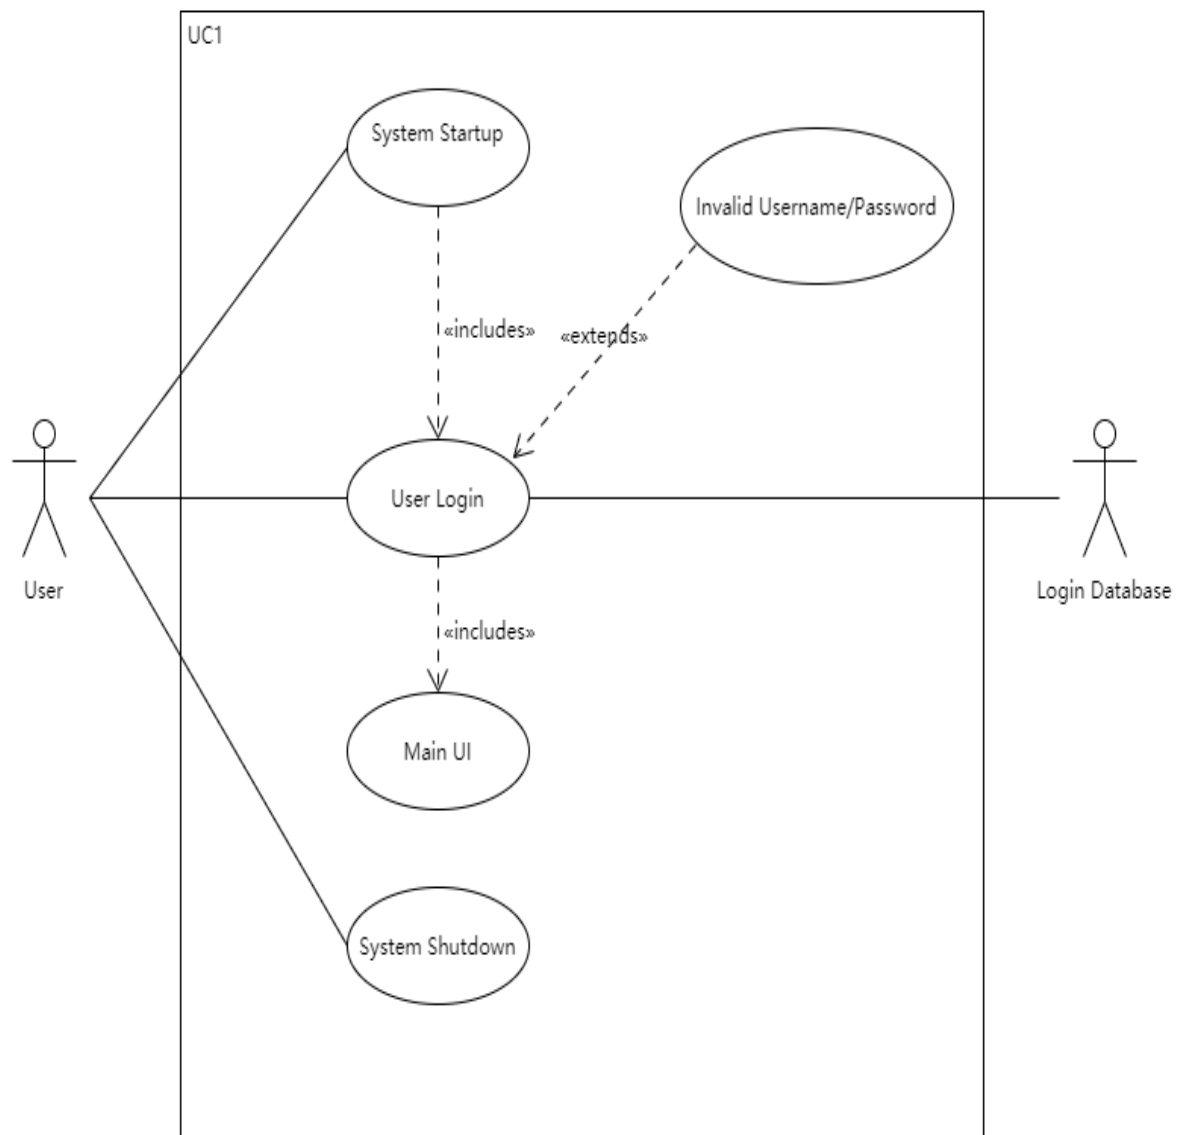 UC1
System Startup
Invalid Username/Password
«includes»
«extends»
User Login
User
Login Database
«includes»
Main UI
System Shutdown